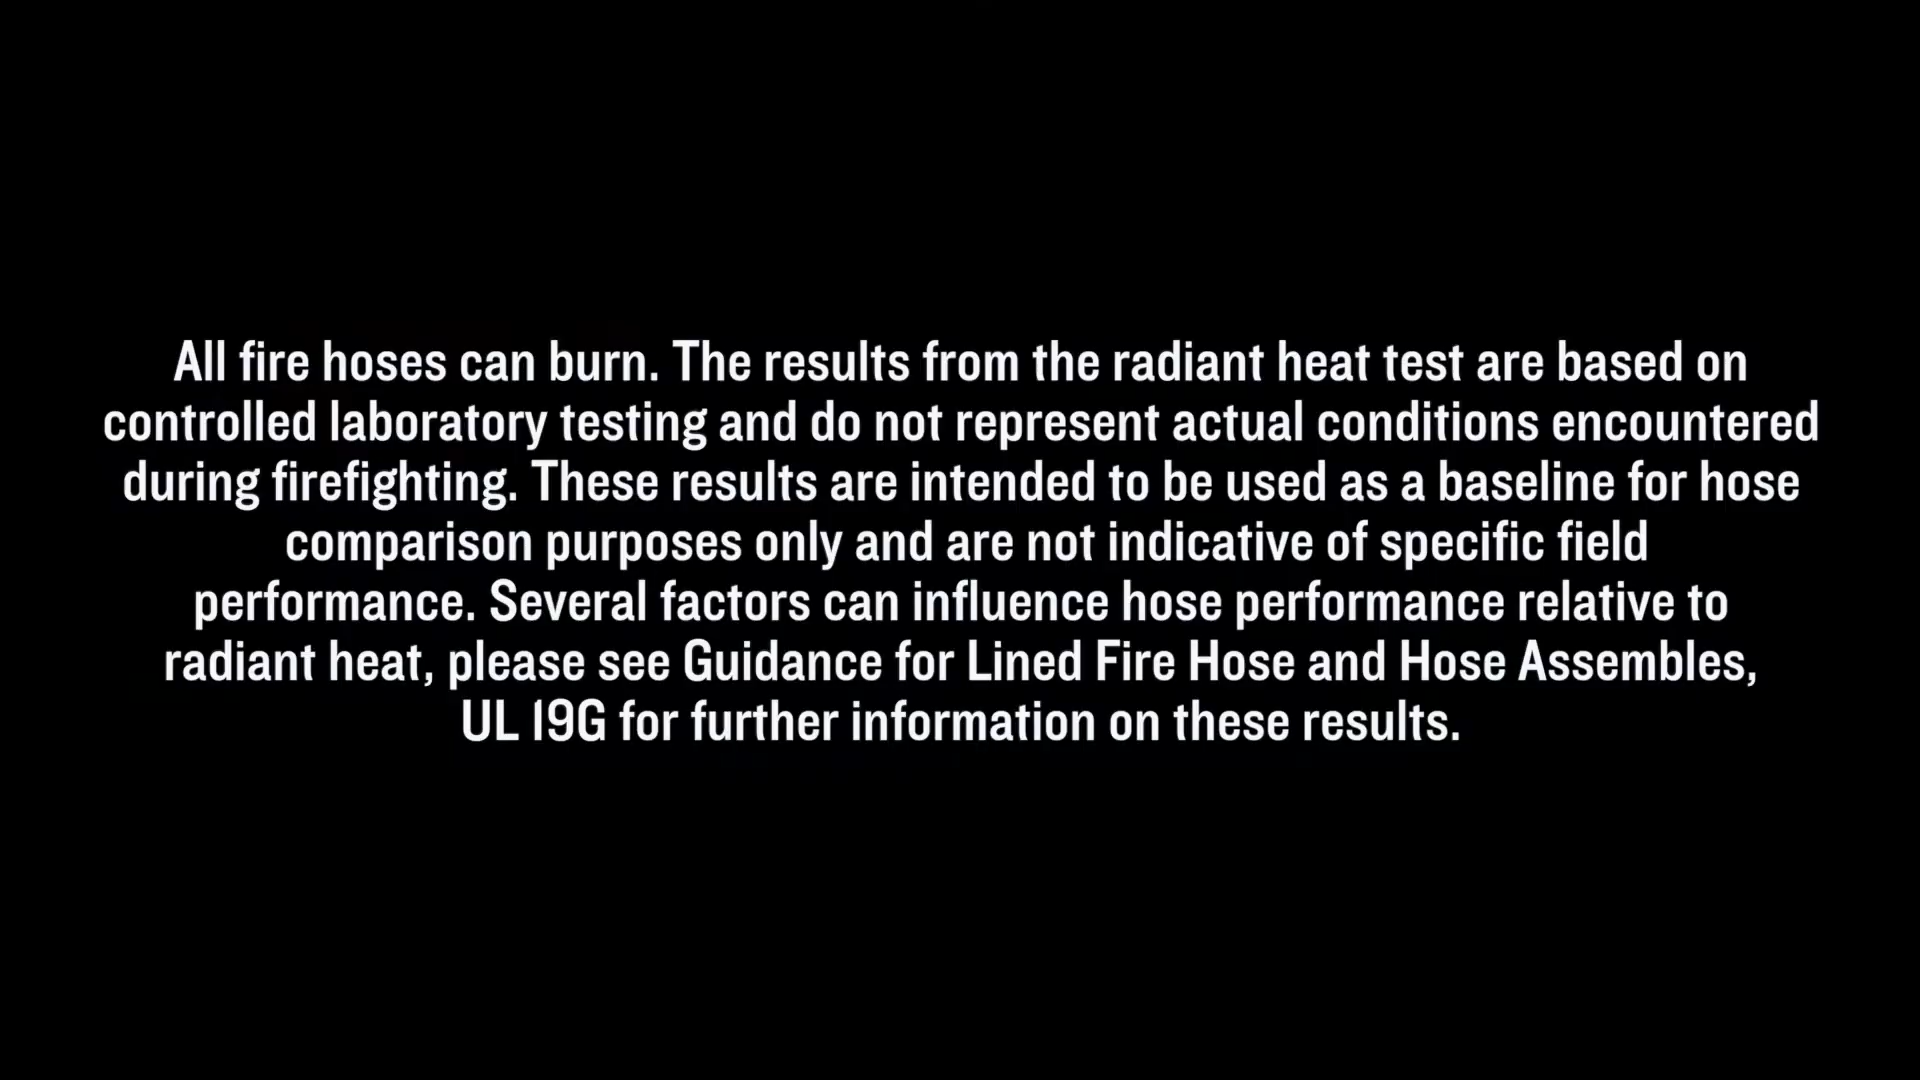 All fire hoses can burn. The results from the radiant heat test are based on
controlled laboratory testing and do not represent actual conditions encountered
during firefighting. These results are intended to be used as a baseline for hose
comparison purposes only and are not indicative of specific field
performance. Several factors can influence hose performance relative to
radiant heat, please see Guidance for Lined Fire Hose and Hose Assembles,
UL 19G for further information on these results.